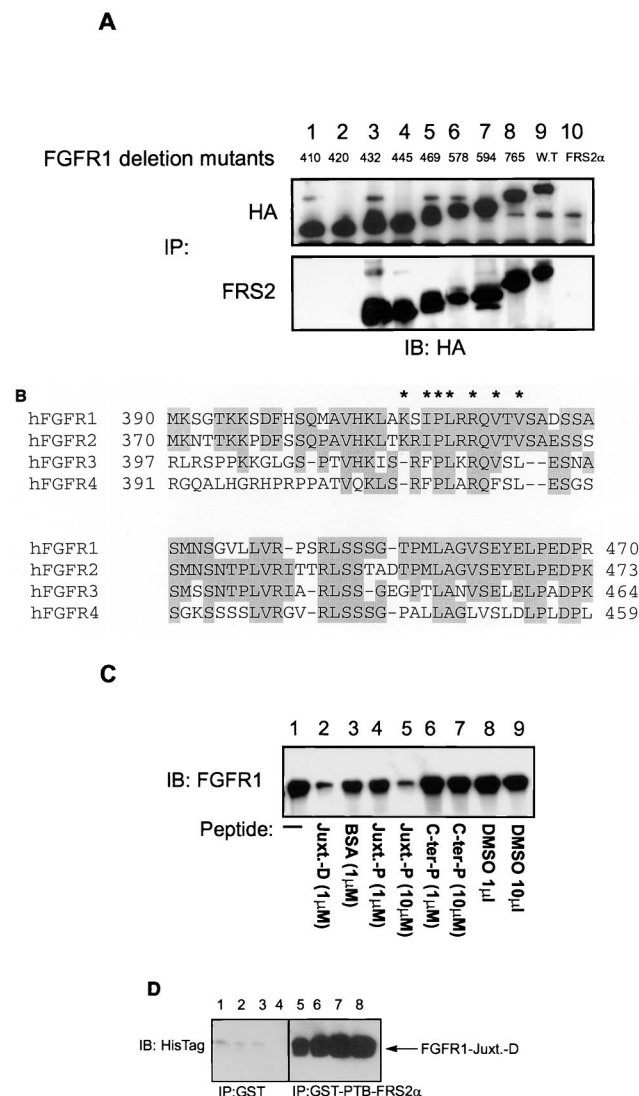 A
1 2 3 4 5 6 7 8 9 10
FGFR1 deletion mutants 410 420 432 445 469 578 594 765 W.T FRS2α
HA
IP:
FRS2
IB: HA
B
* *** * * *
hFGFR1 390 MKSGTKKSDFHSQMAVHKLAKSIPLRRQVTVSADSSA
hFGFR2 370 MKNTTKKPDFSSQPAVHKLTKRIPLRRQVTVSAESSS
hFGFR3 397 RLRSPPKKGLGS-PTVHKIS-RFPLKRQVSL--ESNA
hFGFR4 391 RGQALHGRHPRPPATVQKLS-RFPLARQFSL--ESGS
hFGFR1 SMNSGVLLVR-PSRLSSSG-TPMLAGVSEYELPEDPR 470
hFGFR2 SMNSNTPLVRITTRLSSTADTPMLAGVSEYELPEDPK 473
hFGFR3 SMSSNTPLVRIA-RLSS-GEGPTLANVSELELPADPK 464
hFGFR4 SGKSSSSLVRGV-RLSSSGPALLAGLVSLDLPLDPL 459
C
1 2 3 4 5 6 7 8 9
IB: FGFR1
Peptide: —
Juxt.-D (1μM)
BSA (1μM)
Juxt.-P (1μM)
Juxt.-P (10μM)
C-ter-P (1μM)
C-ter-P (10μM)
DMSO 1μl
DMSO 10μl
D
1 2 3 4 5 6 7 8
IB: HisTag
FGFR1-Juxt.-D
IP:GST IP:GST-PTB-FRS2α